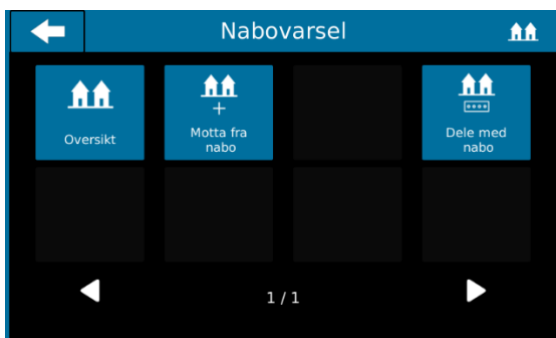 Nabovarsel
Oversikt
Motta fra
nabo
Dele med
nabo
1 / 1